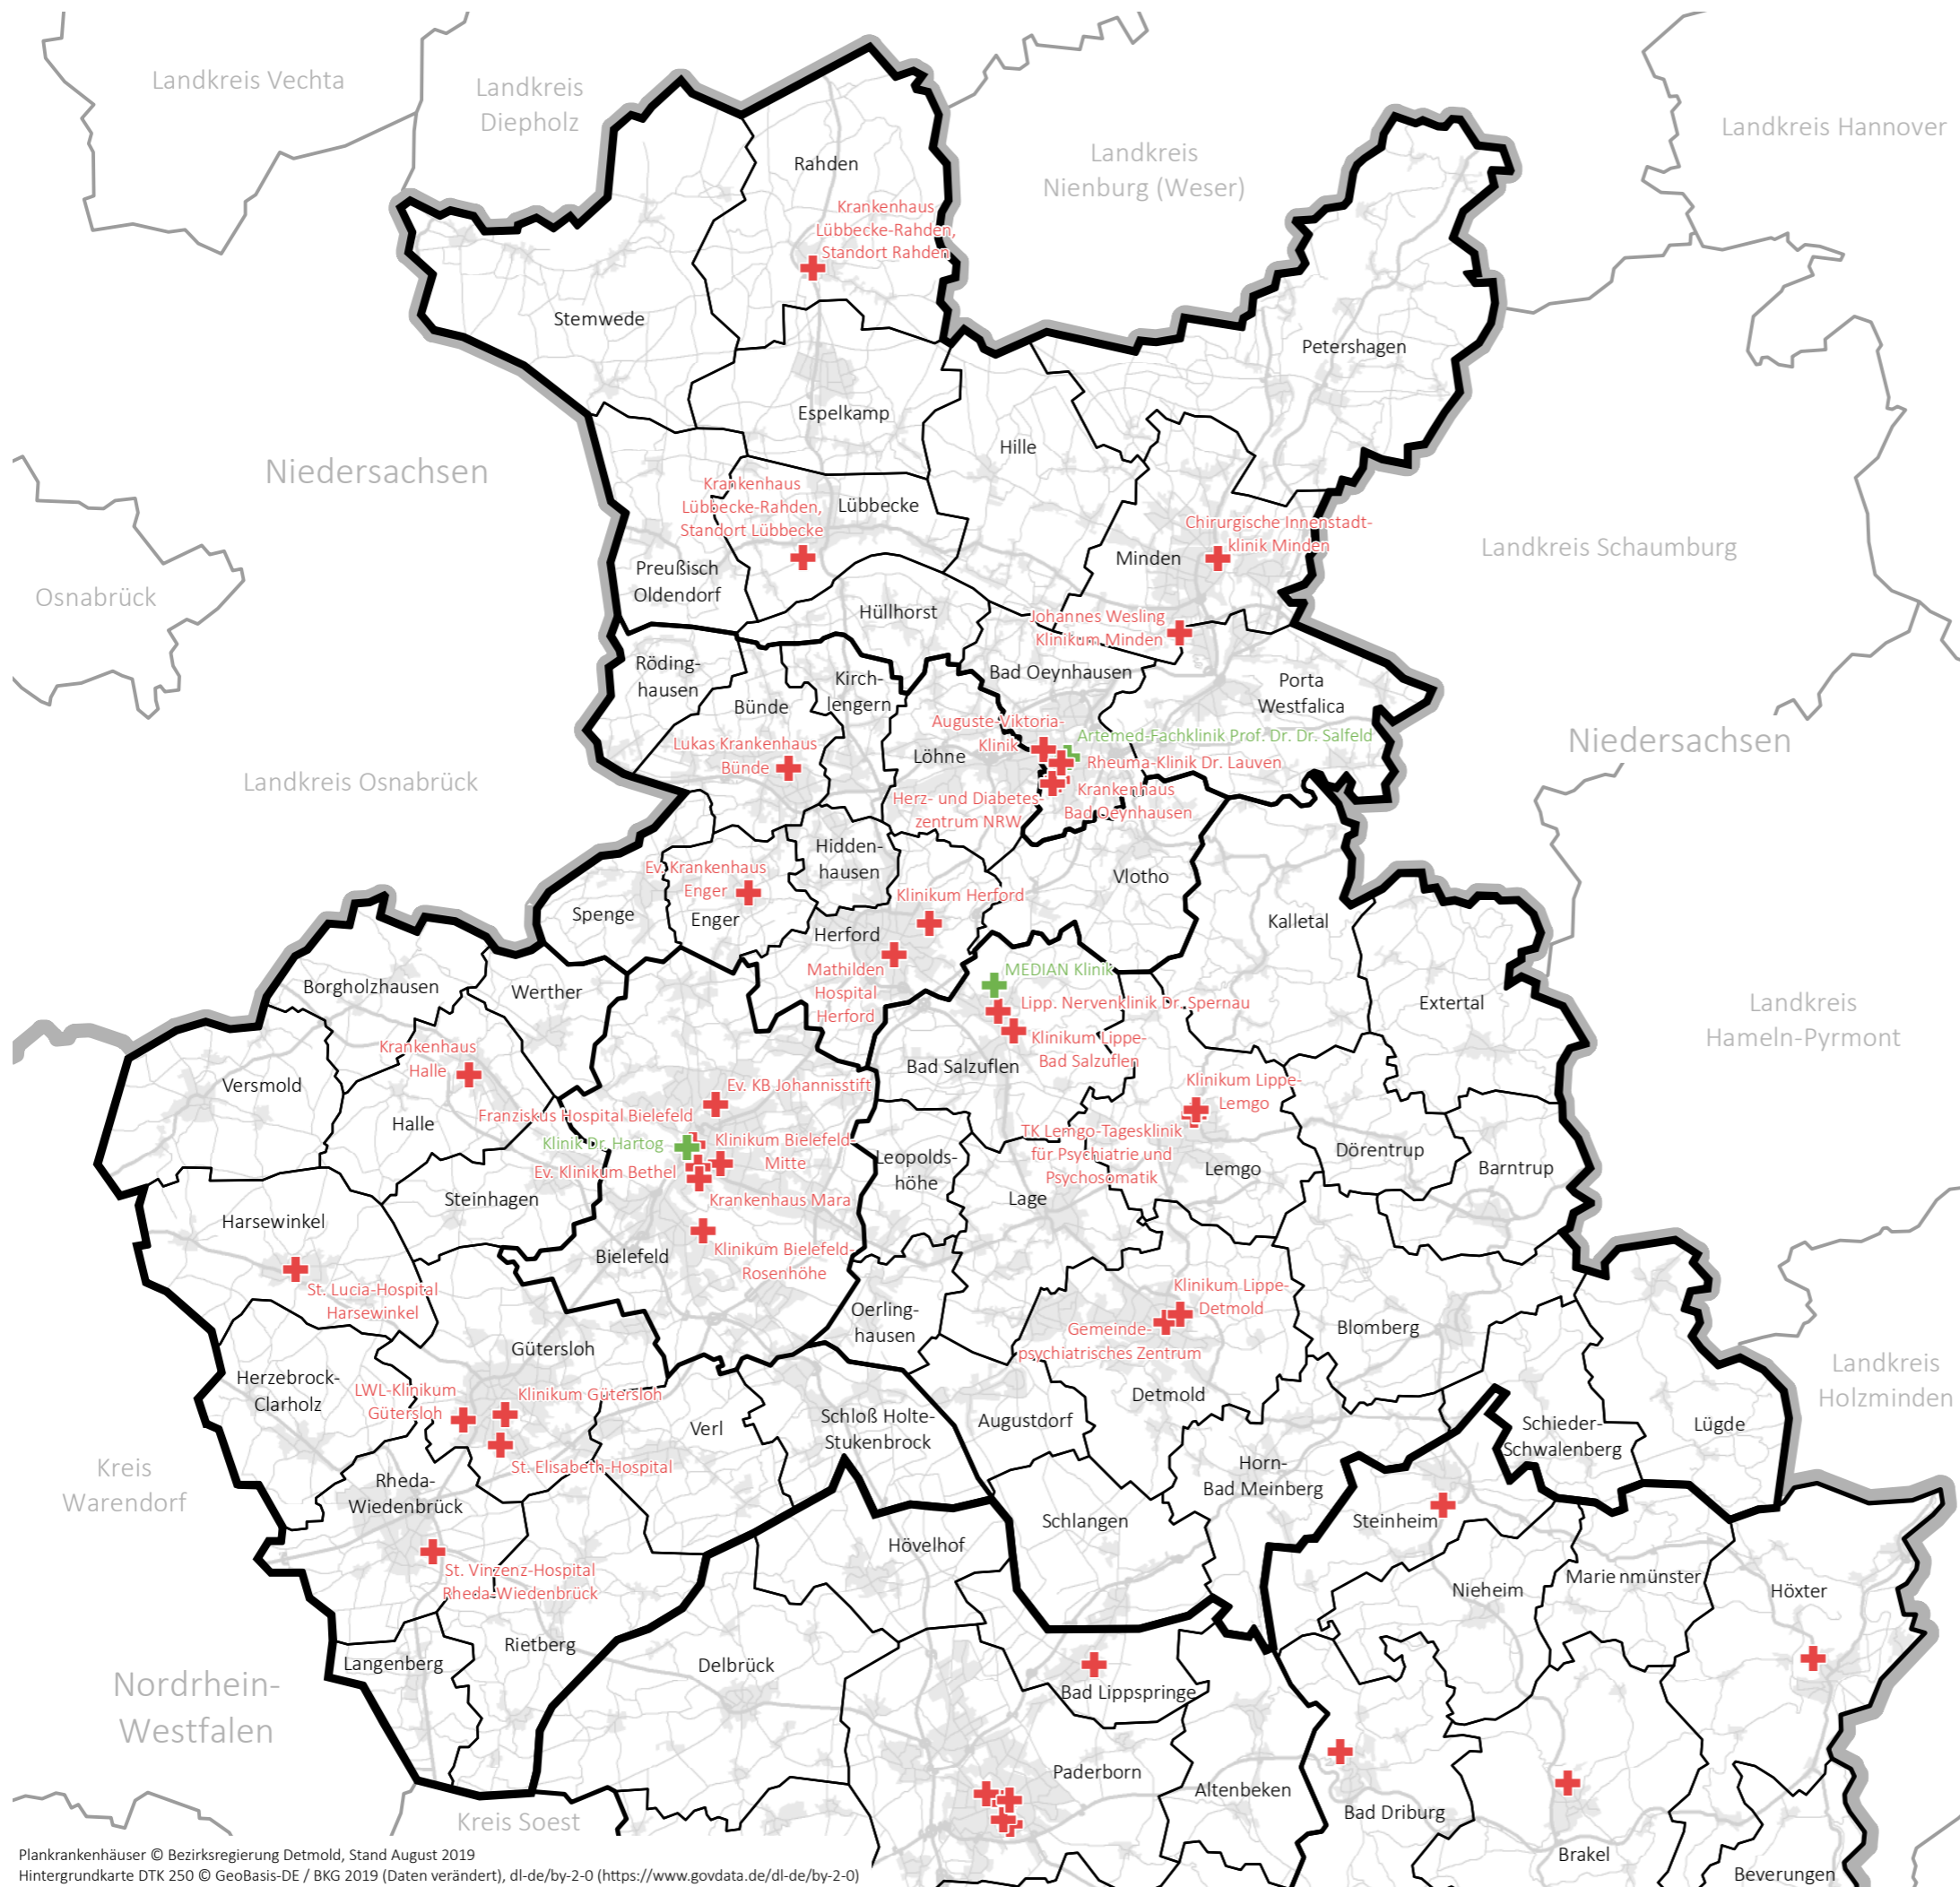 Landkreis Vechta
Landkreis
Diepholz
Landkreis
Nienburg (Weser)
Landkreis Hannover
Rahden
Krankenhaus
Lübbecke-Rahden,
Standort Rahden
Stemwede
Petershagen
Espelkamp
Hille
Niedersachsen
Krankenhaus
Lübbecke-Rahden,
Standort Lübbecke
Lübbecke
Chirurgische Innenstadt-
klinik Minden
Minden
Landkreis Schaumburg
Preußisch
Oldendorf
Osnabrück
Hüllhorst
Johannes Wesling
Klinikum Minden
Röding-
hausen
Kirch-
lengern
Bad Oeynhausen
Porta
Westfalica
Bünde
Auguste-Viktoria-
Klinik
Artemed-Fachklinik Prof. Dr. Dr. Salfeld
Niedersachsen
Lukas Krankenhaus
Bünde
Löhne
Rheuma-Klinik Dr. Lauven
Landkreis Osnabrück
Herz- und Diabetes-
zentrum NRW
Krankenhaus
Bad Oeynhausen
Hidden-
hausen
Ev. Krankenhaus
Enger
Vlotho
Klinikum Herford
Spenge
Enger
Herford
Kalletal
Mathilden
Hospital
Herford
MEDIAN Klinik
Borgholzhausen
Werther
Lipp. Nervenklinik Dr. Spernau
Extertal
Landkreis
Hameln-Pyrmont
Klinikum Lippe-
Bad Salzuflen
Krankenhaus
Halle
Bad Salzuflen
Versmold
Ev. KB Johannisstift
Klinikum Lippe-
Lemgo
Franziskus Hospital Bielefeld
Halle
Klinik Dr. Hartog
Klinikum Bielefeld-
Mitte
TK Lemgo-Tagesklinik
für Psychiatrie und
Psychosomatik
Ev. Klinikum Bethel
Leopolds-
höhe
Lemgo
Dörentrup
Barntrup
Steinhagen
Krankenhaus Mara
Lage
Harsewinkel
Bielefeld
Klinikum Bielefeld-
Rosenhöhe
St. Lucia-Hospital
Harsewinkel
Oerling-
hausen
Klinikum Lippe-
Detmold
Gemeinde-
psychiatrisches Zentrum
Blomberg
Gütersloh
Herzebrock-
Clarholz
Landkreis
Holzminden
LWL-Klinikum
Gütersloh
Klinikum Gütersloh
Detmold
Verl
Schloß Holte-
Stukenbrock
Augustdorf
Schieder-
Schwalenberg
Lügde
St. Elisabeth-Hospital
Kreis
Warendorf
Rheda-
Wiedenbrück
Horn-
Bad Meinberg
Schlangen
Steinheim
Hövelhof
St. Vinzenz-Hospital
Rheda-Wiedenbrück
Nieheim
Marienmünster
Höxter
Rietberg
Langenberg
Delbrück
Bad Lippspringe
Nordrhein-
Westfalen
Paderborn
Altenbeken
Bad Driburg
Kreis Soest
Brakel
Beverungen
Plankrankenhäuser © Bezirksregierung Detmold, Stand August 2019
Hintergrundkarte DTK 250 © GeoBasis-DE / BKG 2019 (Daten verändert), dl-de/by-2-0 (https://www.govdata.de/dl-de/by-2-0)